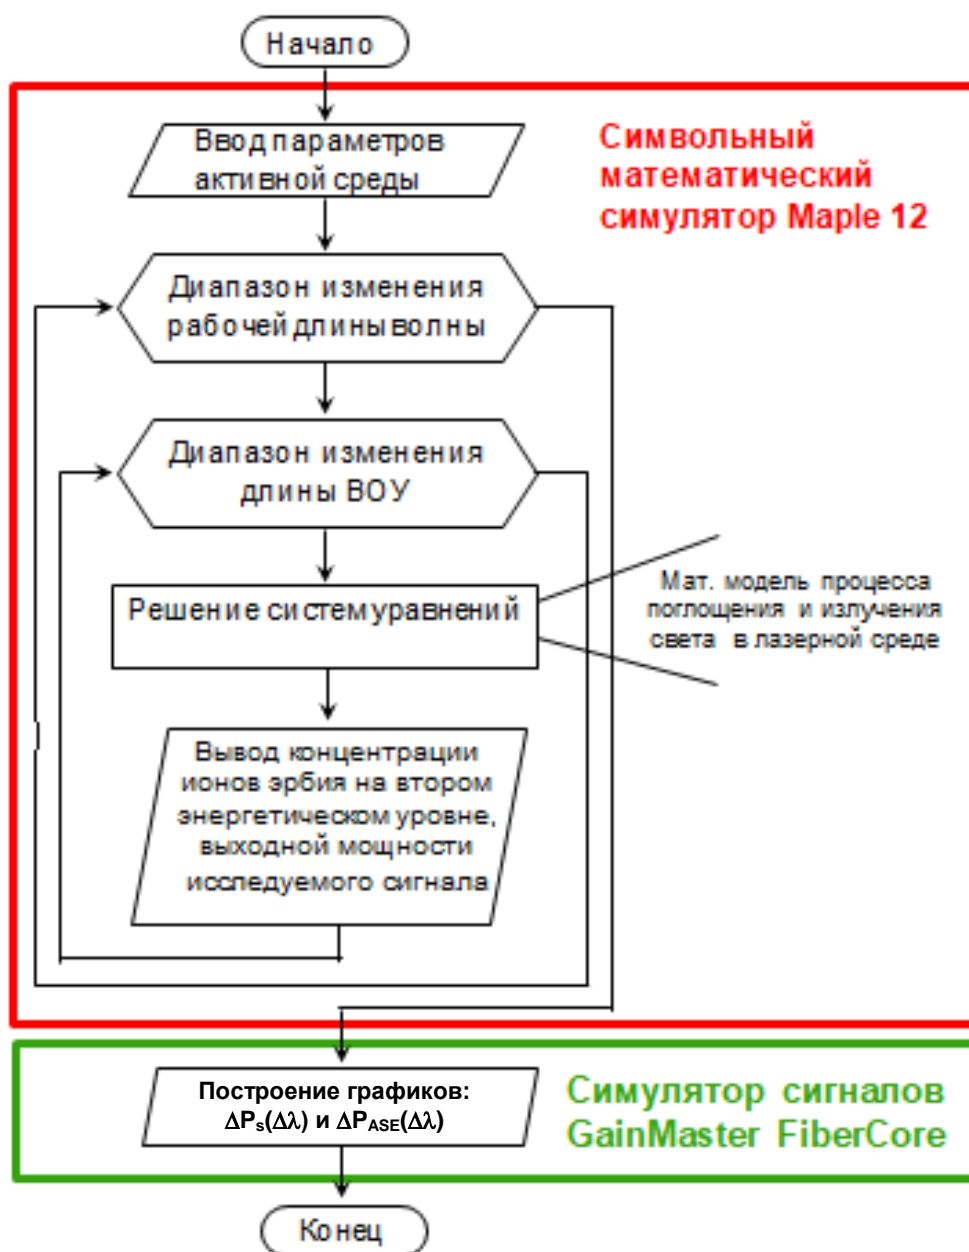 Начало
Ввод параметров
активной среды
Символьный
математический
симулятор Maple 12
Диапазон изменения
рабочей длины волны
Диапазон изменения
длины ВОУ
Решение систем уравнений
Мат. модель процесса
поглощения и излучения
света в лазерной среде
Вывод концентрации
ионов эрбия на втором
энергетическом уровне,
выходной мощности
исследуемого сигнала
Построение графиков:
ΔPs(Δλ) и ΔPASE(Δλ)
Симулятор сигналов
GainMaster FiberCore
Конец